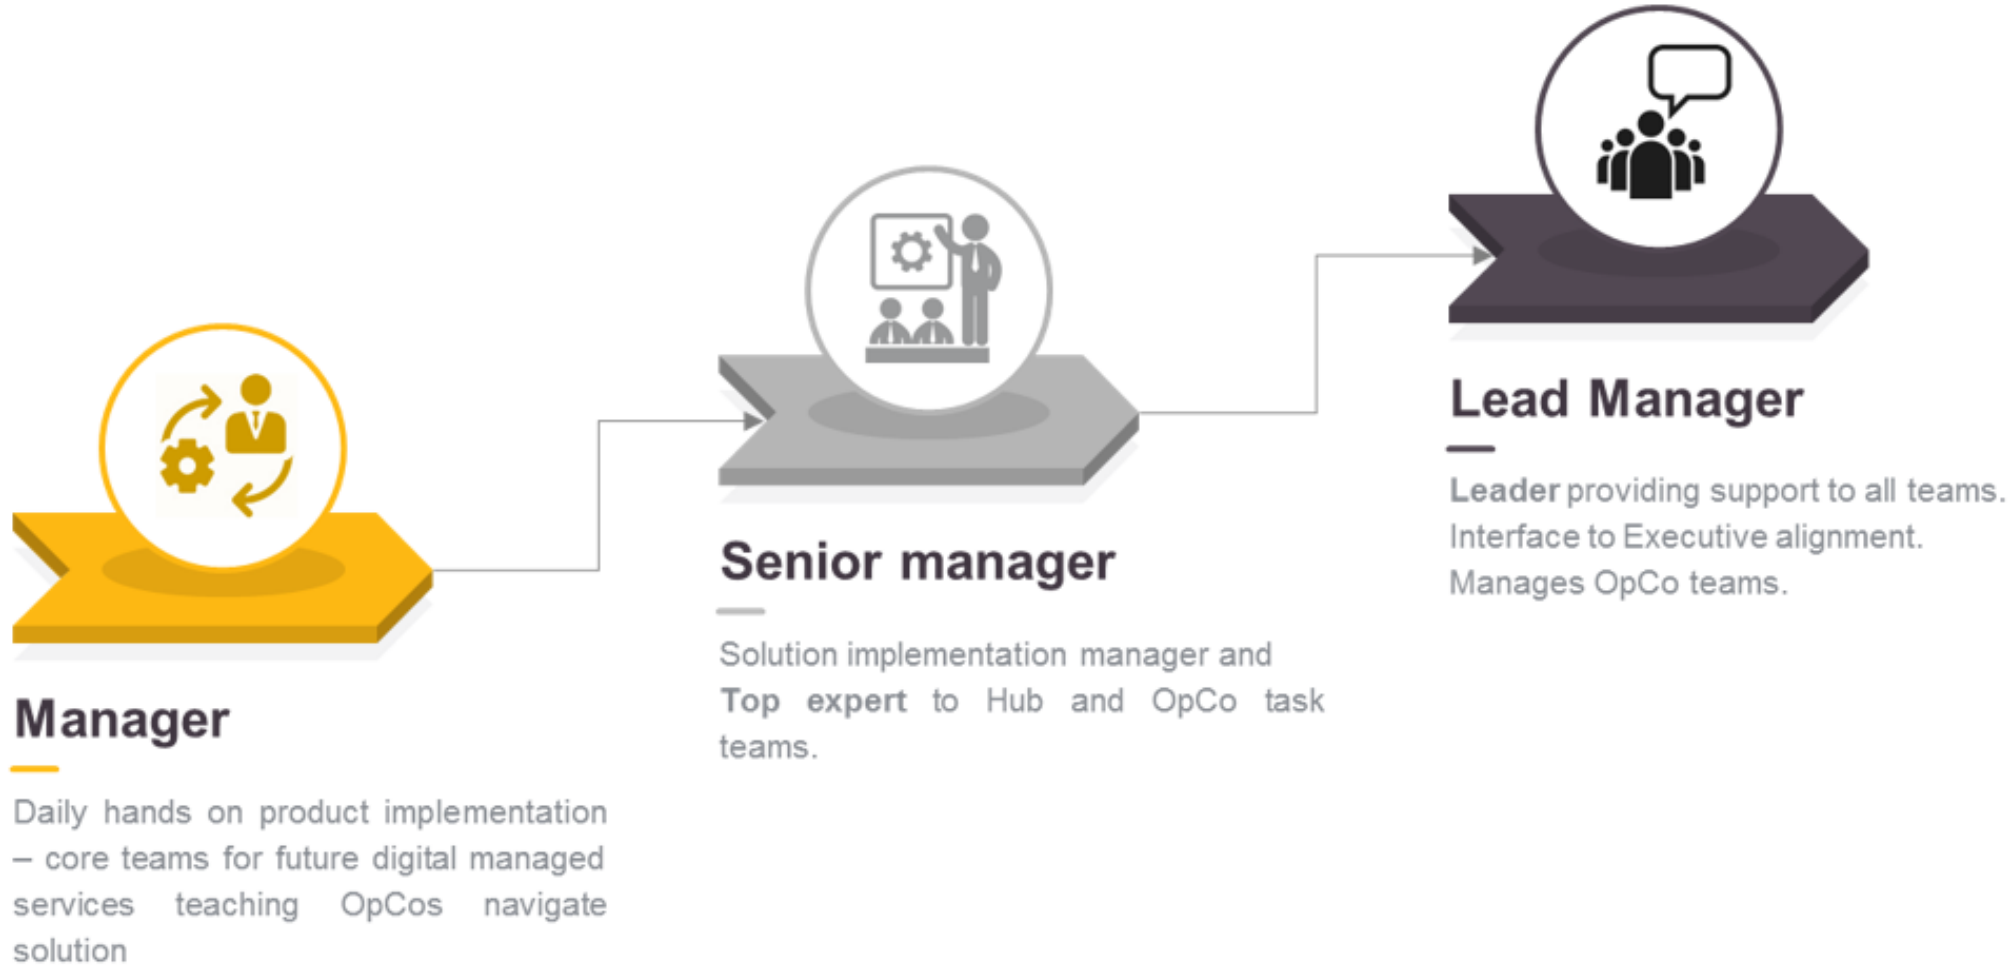 Manager
Daily hands on product implementation
– core teams for future digital managed
services teaching OpCos navigate
solution
Senior manager
Solution implementation manager and
Top expert to Hub and OpCo task
teams.
Lead Manager
Leader providing support to all teams.
Interface to Executive alignment.
Manages OpCo teams.